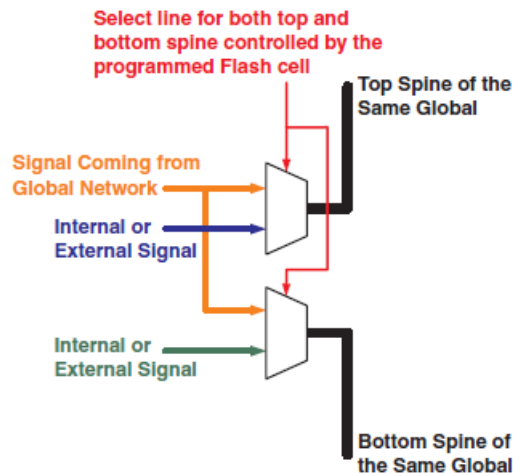 Select line for both top and
bottom spine controlled by the
programmed Flash cell
Top Spine of the
Same Global
Signal Coming from
Global Network
Internal or
External Signal
Internal or
External Signal
Bottom Spine of
the Same Global